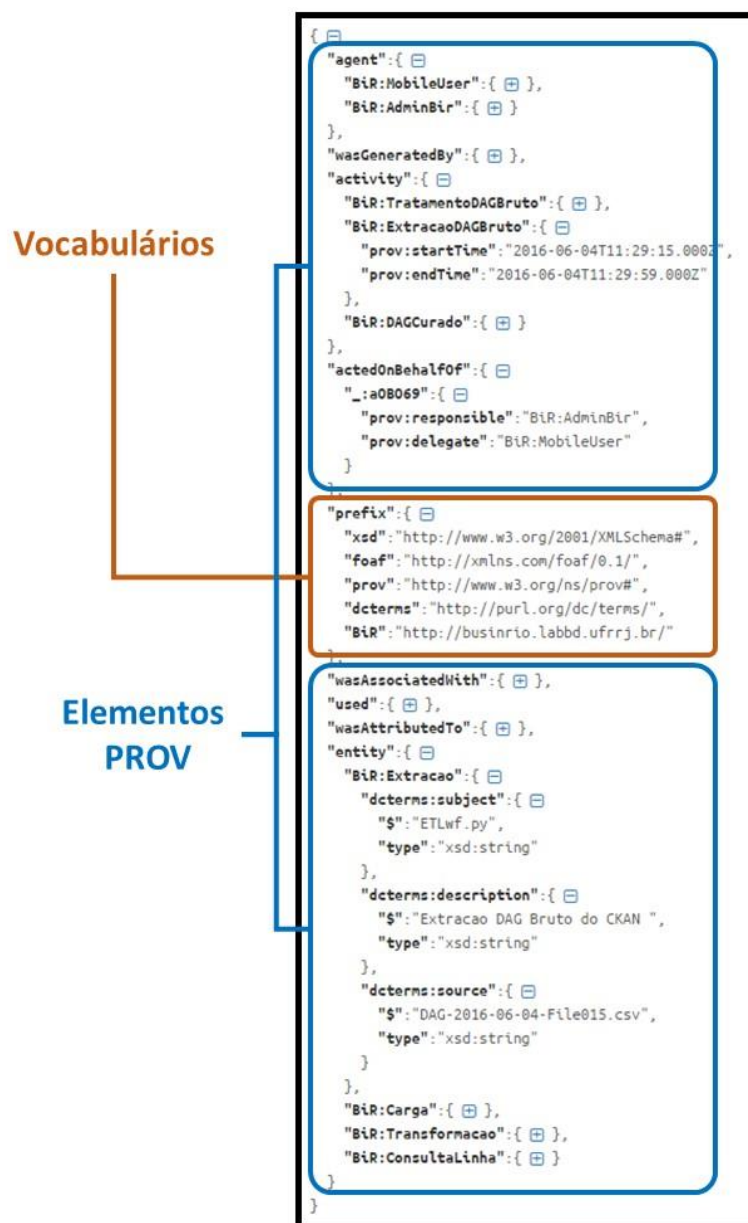 {
"agent":{
"BiR:MobileUser":{ },
"BiR:AdminBir":{ }
},
"wasGeneratedBy":{ },
"activity":{
"BiR:TratamentoDAGBruto":{ },
"BiR:ExtracaoDAGBruto":{
"prov:startTime":"2016-06-04T11:29:15.000Z",
"prov:endTime":"2016-06-04T11:29:59.000Z"
},
"BiR:DAGCurado":{ }
},
"actedOnBehalfOf":{
"_:aOBO69":{
"prov:responsible":"BiR:AdminBir",
"prov:delegate":"BiR:MobileUser"
}
},
Vocabulários
"prefix":{
"xsd":"http://www.w3.org/2001/XMLSchema#",
"foaf":"http://xmlns.com/foaf/0.1/",
"prov":"http://www.w3.org/ns/prov#",
"dcterms":"http://purl.org/dc/terms/",
"BiR":"http://businrio.labbd.ufrrj.br/"
},
Elementos
PROV
"wasAssociatedWith":{ },
"used":{ },
"wasAttributedTo":{ },
"entity":{
"BiR:Extracao":{
"dcterms:subject":{
"$":"ETLwf.py",
"type":"xsd:string"
},
"dcterms:description":{
"$":"Extracao DAG Bruto do CKAN ",
"type":"xsd:string"
},
"dcterms:source":{
"$":"DAG-2016-06-04-File015.csv",
"type":"xsd:string"
}
},
"BiR:Carga":{ },
"BiR:Transformacao":{ },
"BiR:ConsultaLinha":{ }
}
}